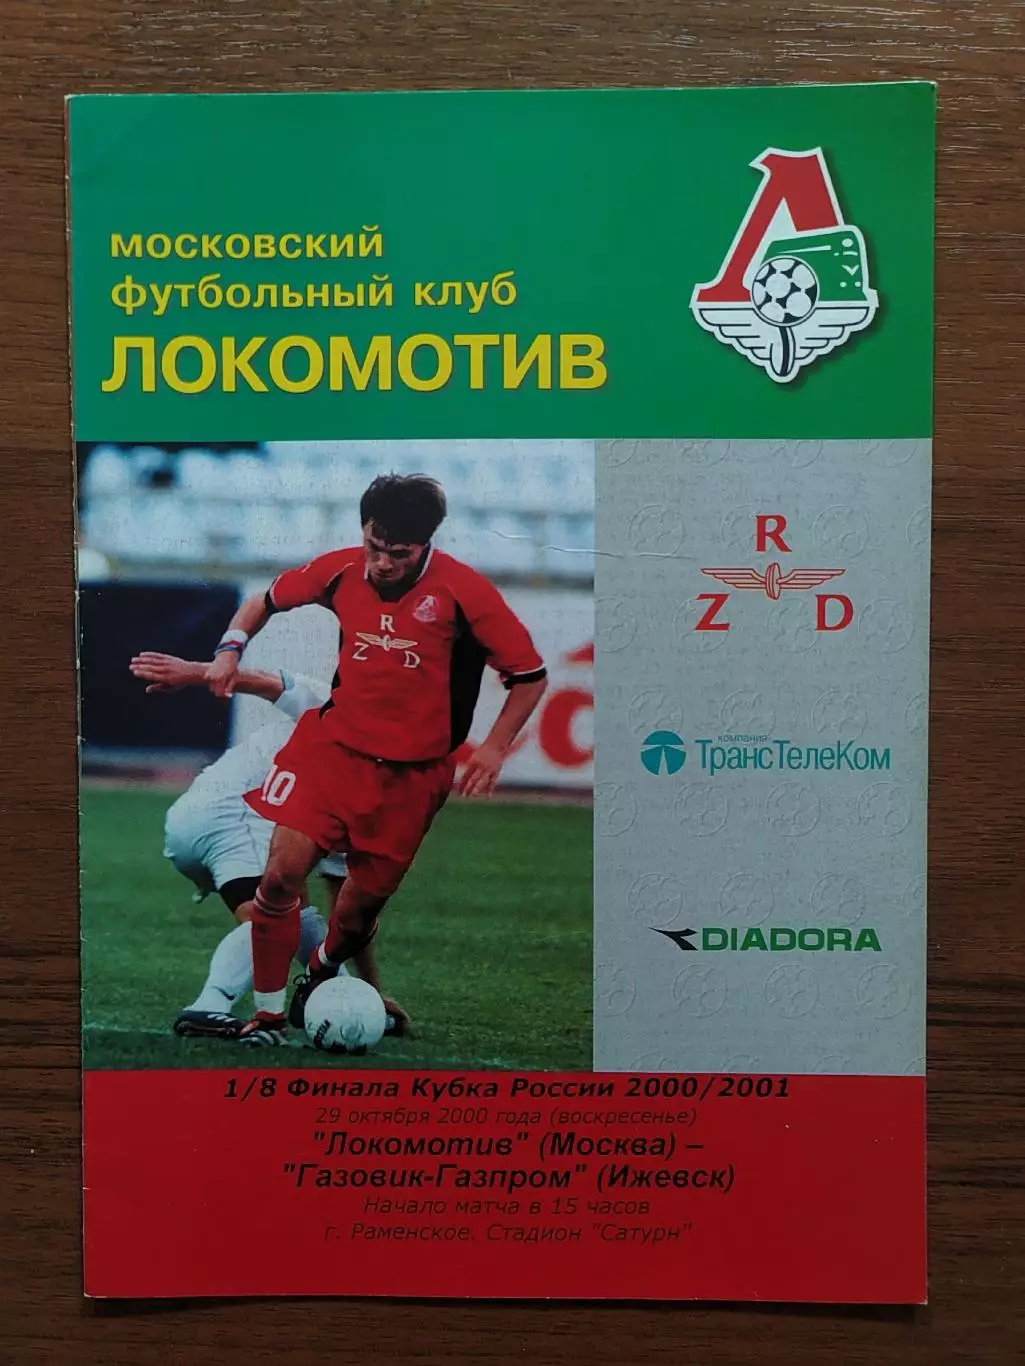 московский
футбольный клуб
ЛОКОМОТИВ
R
Z D
R
Z D
10
компания
ТрансТелеКом
DIADORA
1/8 Финала Кубка России 2000/2001
29 октября 2000 года (воскресенье)
"Локомотив" (Москва) –
"Газовик-Газпром" (Ижевск)
Начало матча в 15 часов
г. Раменское. Стадион "Сатурн"